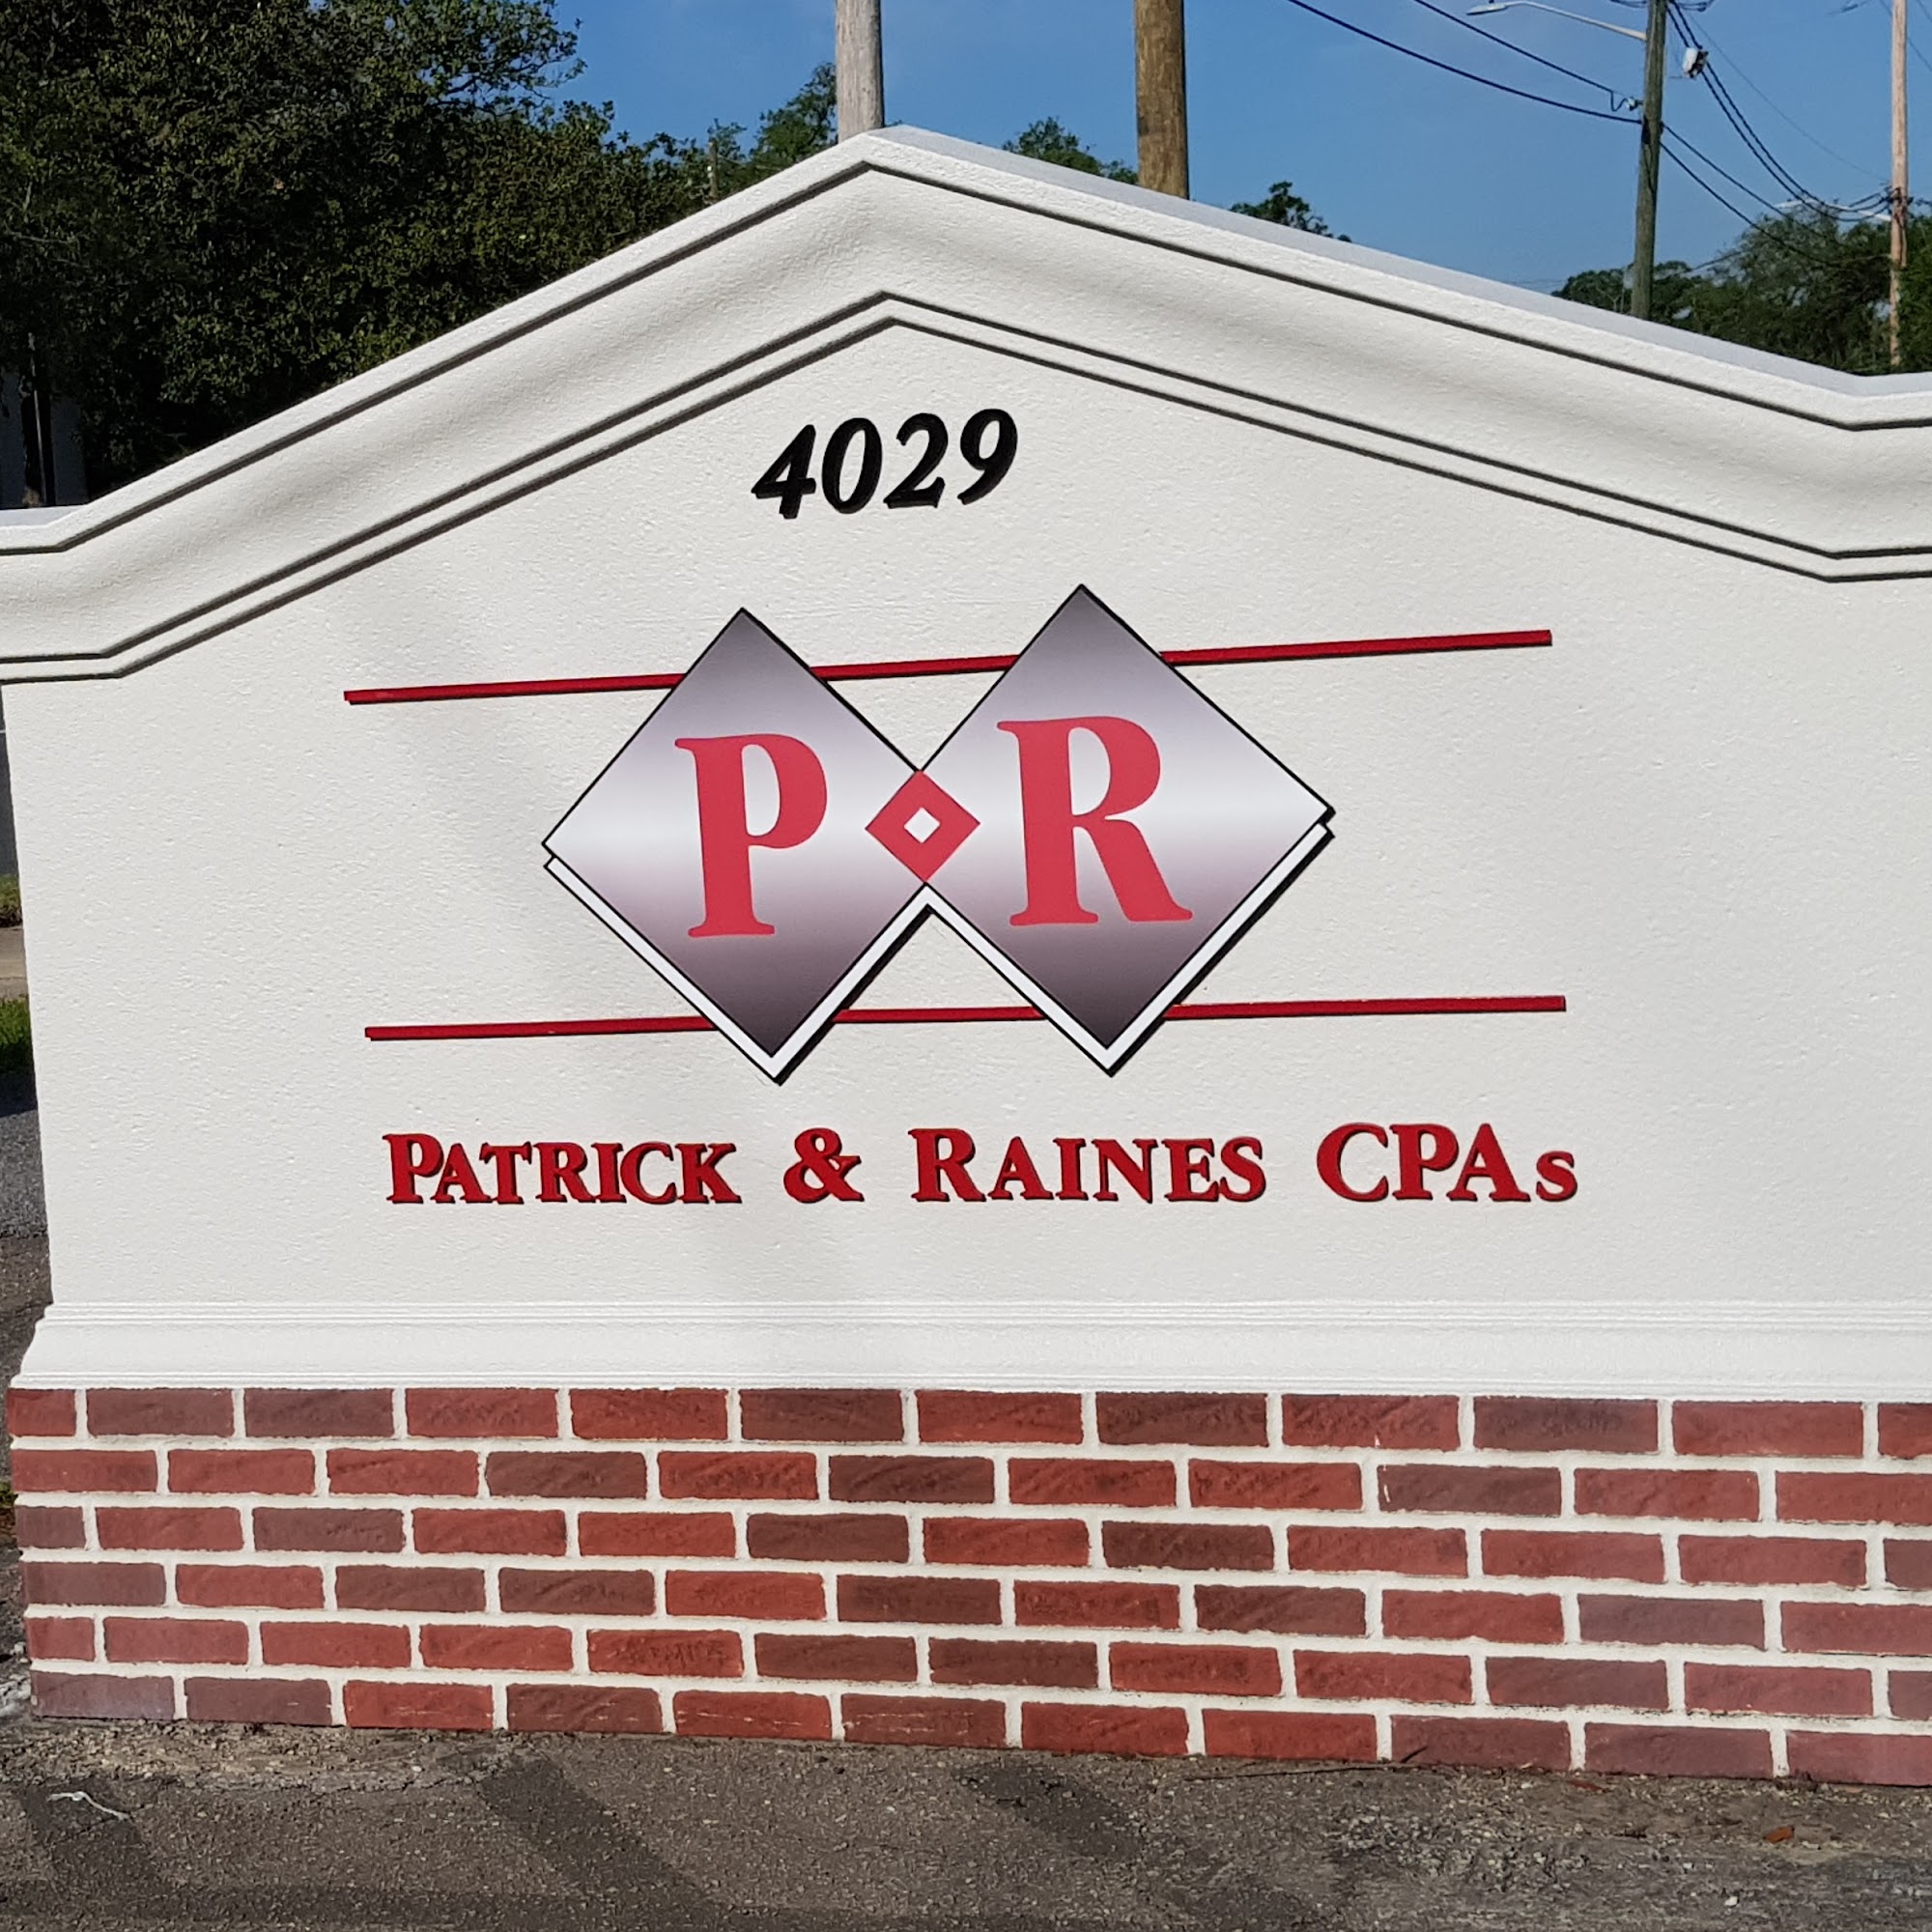 4029
P R
PATRICK & RAINES CPAs